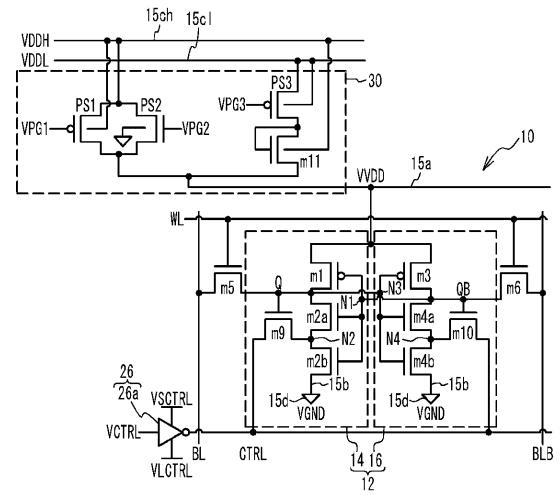 15ch
15cl
VDDH
VDDL
30
PS1
PS2
PS3
VPG1
VPG2
VPG3
m11
10
VVDD
15a
WL
m5
Q
m1
N1
N3
m3
QB
m6
m9
m2a
N2
m4a
N4
m10
m2b
m4b
15b
15b
15d
15d
VGND
VGND
26
26a
VSCTRL
VCTRL
VLCTRL
BL
CTRL
14
16
12
BLB